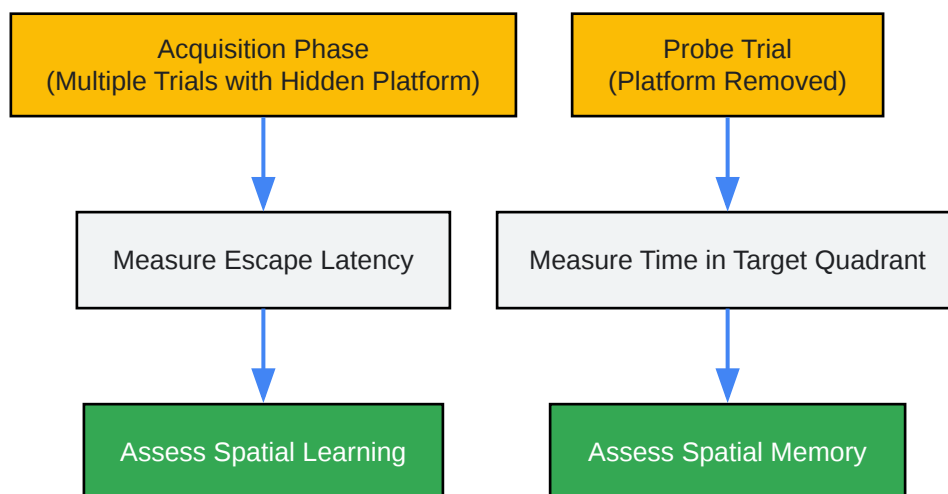 Acquisition Phase
(Multiple Trials with Hidden Platform)
Probe Trial
(Platform Removed)
Measure Escape Latency
Measure Time in Target Quadrant
Assess Spatial Learning
Assess Spatial Memory